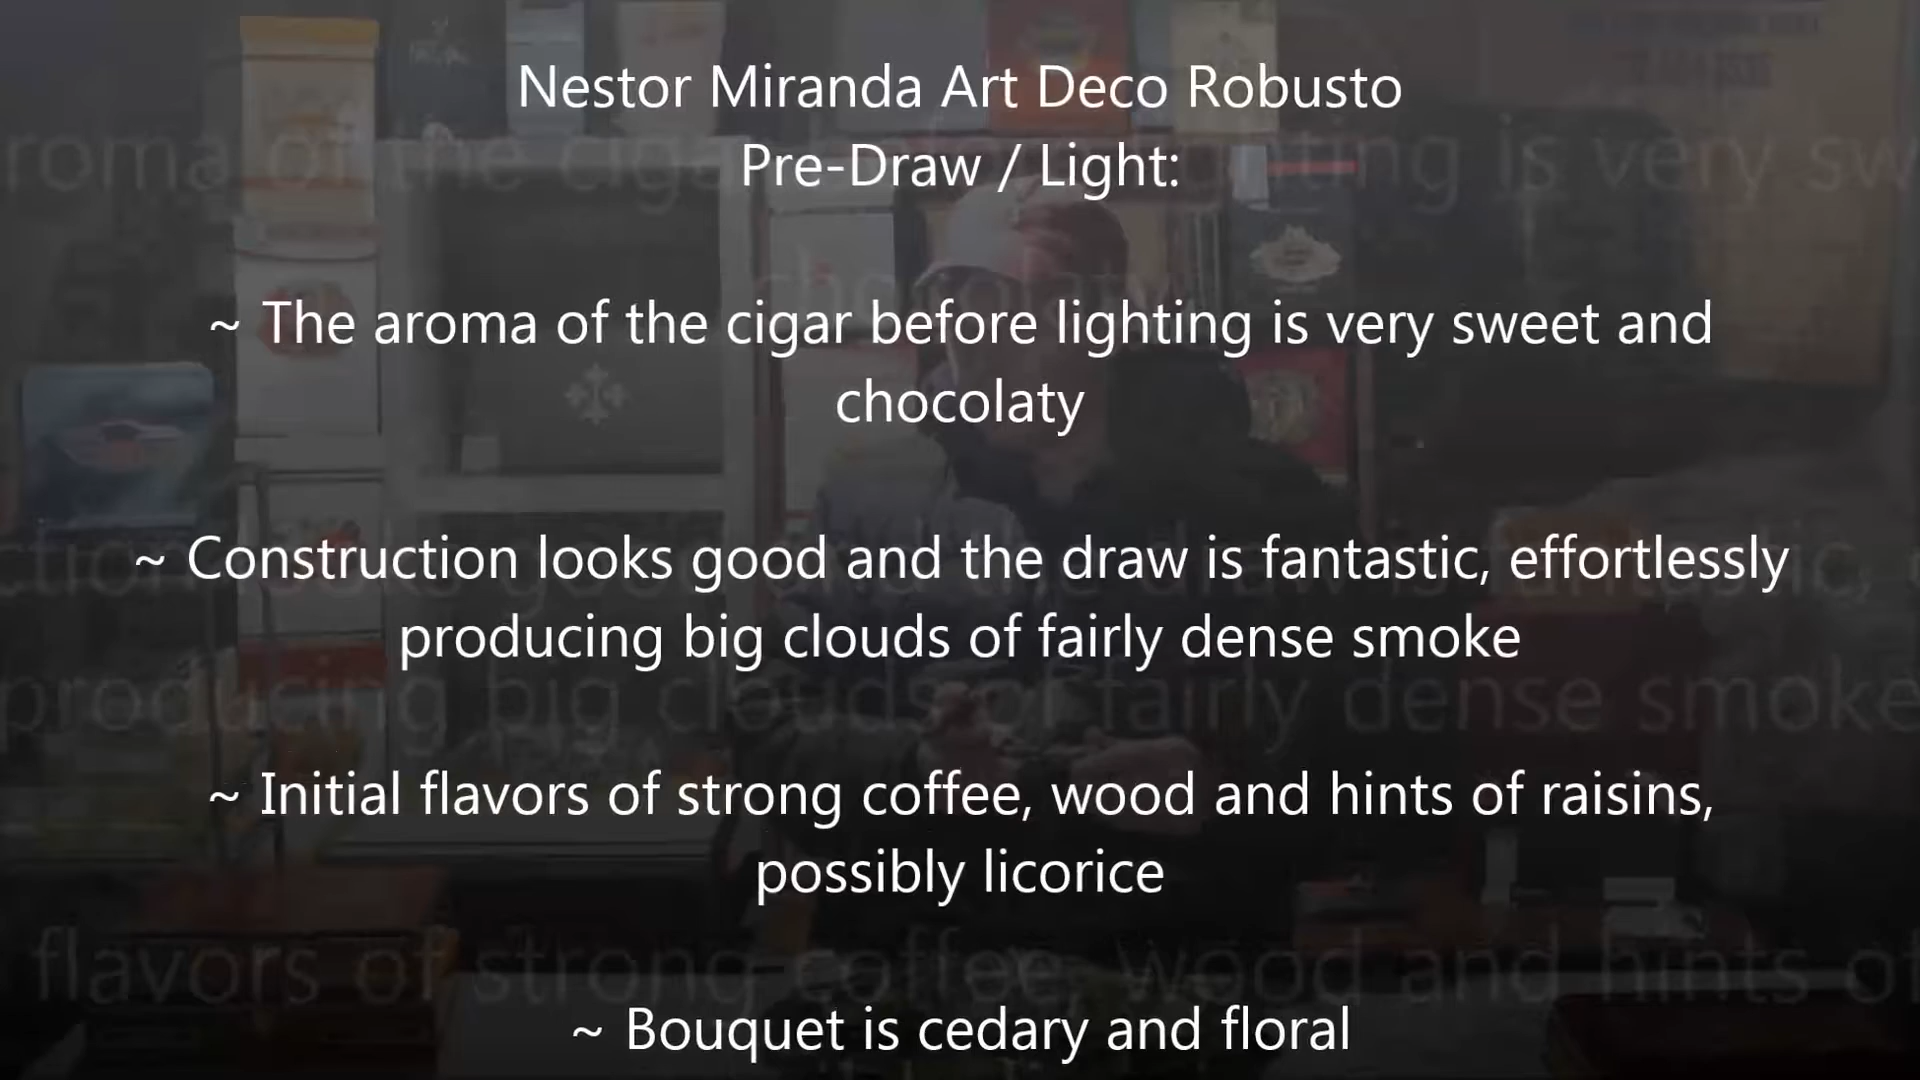 Nestor Miranda Art Deco Robusto
Pre-Draw / Light:
~ The aroma of the cigar before lighting is very sweet and
chocolaty
~ Construction looks good and the draw is fantastic, effortlessly
producing big clouds of fairly dense smoke
~ Initial flavors of strong coffee, wood and hints of raisins,
possibly licorice
~ Bouquet is cedary and floral